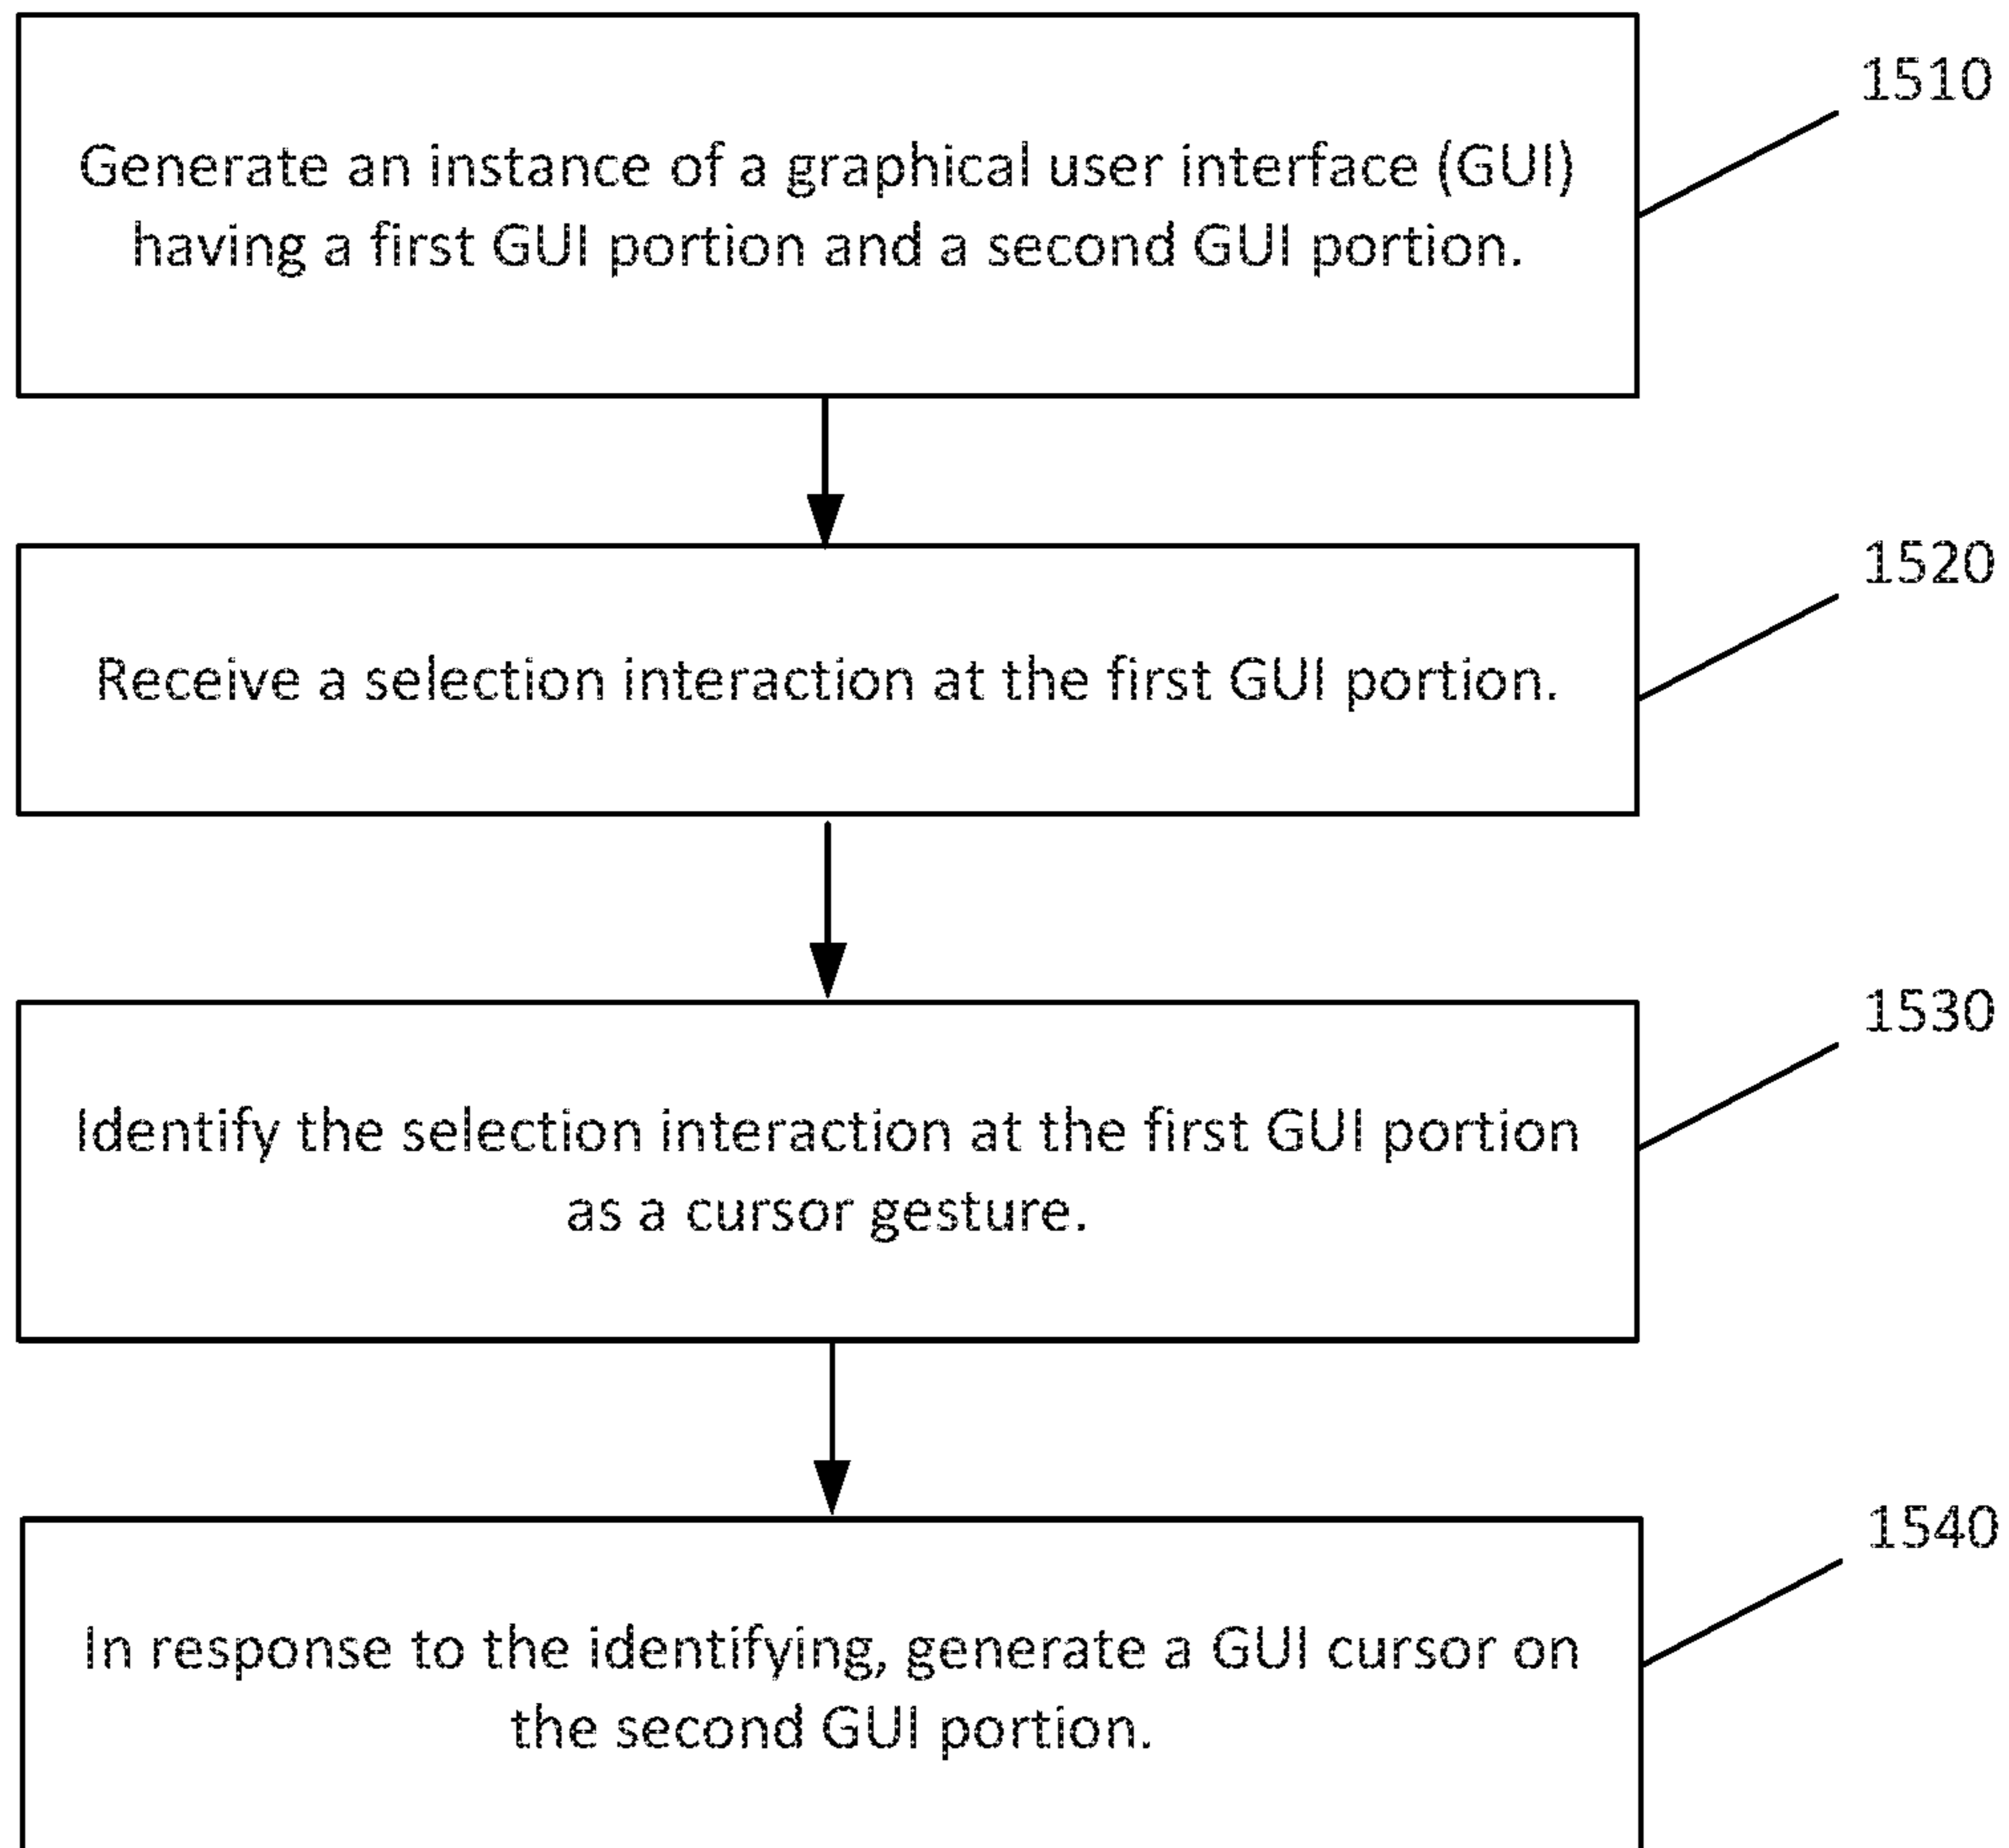 1510
Generate an instance of a graphical user interface (GUI)
having a first GUI portion and a second GUI portion.
1520
Receive a selection interaction at the first GUI portion.
1530
Identify the selection interaction at the first GUI portion
as a cursor gesture.
1540
In response to the identifying, generate a GUI cursor on
the second GUI portion.